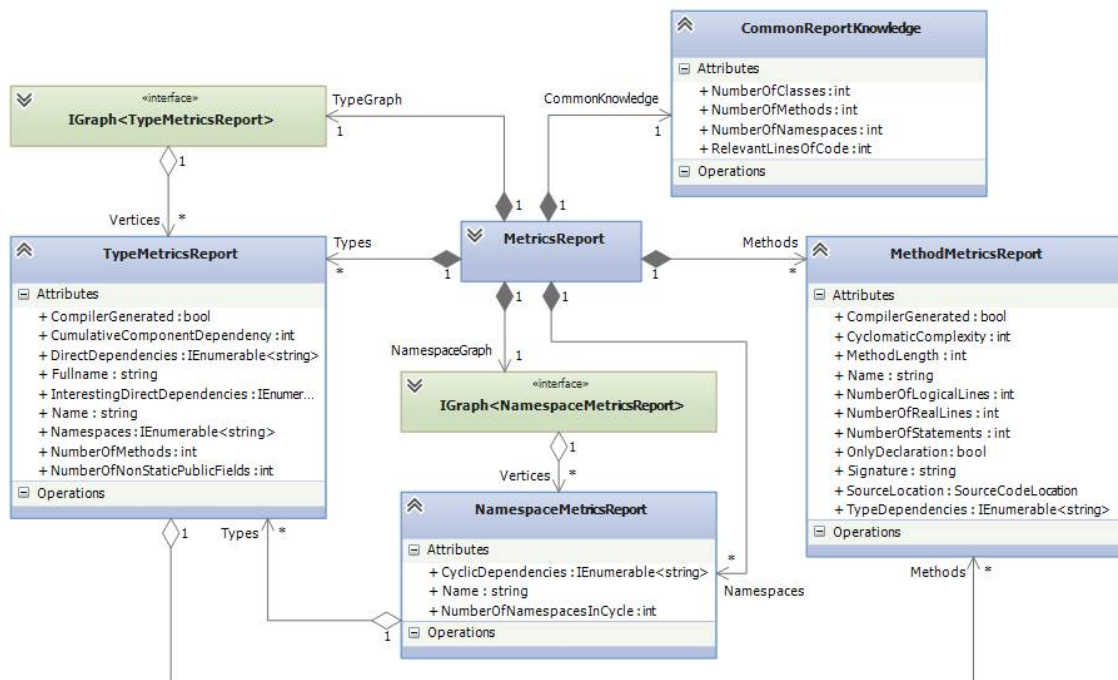 CommonReportKnowledge
Attributes
+ NumberOfClasses : int
+ NumberOfMethods : int
+ NumberOfNamespaces : int
+ RelevantLinesOfCode : int
Operations
«interface»
IGraph<TypeMetricsReport>
TypeGraph
1
CommonKnowledge
1
1
Vertices
*
1
1
MetricsReport
TypeMetricsReport
Attributes
+ CompilerGenerated : bool
+ CumulativeComponentDependency : int
+ DirectDependencies : IEnumerable<string>
+ Fullname : string
+ InterestingDirectDependencies : IEnumer...
+ Name : string
+ Namespaces : IEnumerable<string>
+ NumberOfMethods : int
+ NumberOfNonStaticPublicFields : int
Operations
Types
*
1
1
Methods
*
1
1
MethodMetricsReport
Attributes
+ CompilerGenerated : bool
+ CyclomaticComplexity : int
+ MethodLength : int
+ Name : string
+ NumberOfLogicalLines : int
+ NumberOfRealLines : int
+ NumberOfStatements : int
+ OnlyDeclaration : bool
+ Signature : string
+ SourceLocation : SourceCodeLocation
+ TypeDependencies : IEnumerable<string>
Operations
NamespaceGraph
1
«interface»
IGraph<NamespaceMetricsReport>
1
Vertices
*
NamespaceMetricsReport
Attributes
+ CyclicDependencies : IEnumerable<string>
+ Name : string
+ NumberOfNamespacesInCycle : int
Operations
1
Types
*
1
*
Namespaces
Methods
*